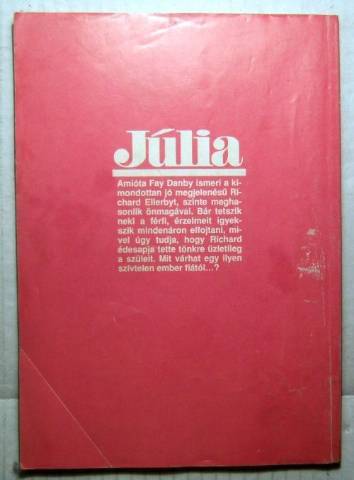 Júlia
Amióta Fay Danby ismeri a ki-
mondottan jó megjelenésű Ri-
chard Ellerbyt, szinte megha-
sonlik önmagával. Bár tetszik
neki a férfi, érzelmeit igyek-
szik mindenáron elfojtani, mi-
vel úgy tudja, hogy Richard
édesapja tette tönkre üzletileg
a szüleit. Mit várhat egy ilyen
szívtelen ember fiától...?